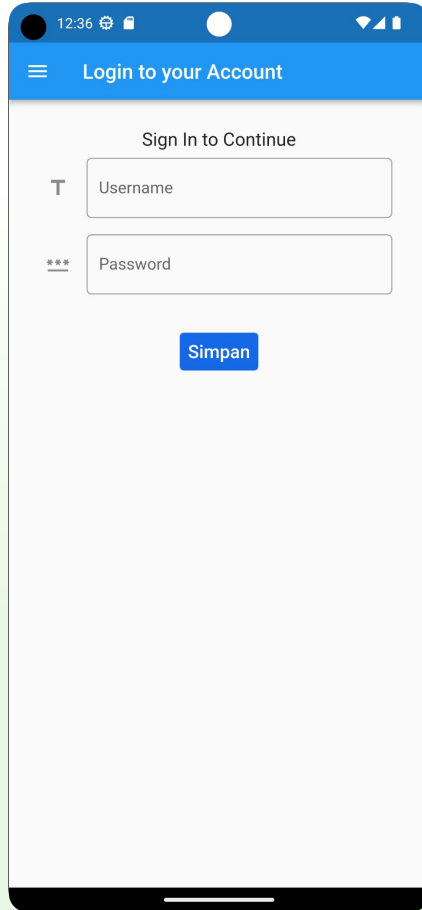 12:36
Login to your Account
Sign In to Continue
Username
***
Password
Simpan